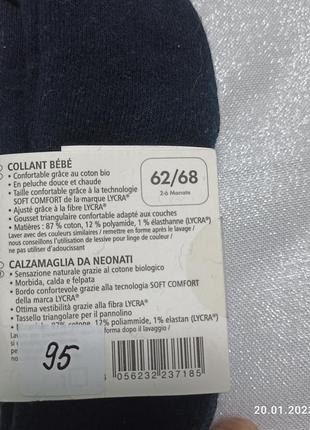 COLLANT BÉBÉ
• Confortable grâce au coton bio
• En peluche douce et chaude
• Taille confortable grâce à la technologie
SOFT COMFORT de la marque LYCRA®
• Ajusté grâce à la fibre LYCRA®
• Gousset triangulaire confortable adapté aux couches
• Matières : 87 % coton, 12 % polyamide, 1 % élasthanne (LYCRA®)
Laver avec des couleurs similaires / remettre en forme après le lavage /
nous conseillons l'utilisation d'une lessive pour linge de couleur /
ne pas utiliser d'adoucissant
62/68
2-6 Monate
CALZAMAGLIA DA NEONATI
• Sensazione naturale grazie al cotone biologico
• Morbida, calda e felpata
• Bordo confortevole grazie alla tecnologia SOFT COMFORT
della marca LYCRA®
• Ottima vestibilità grazie alla fibra LYCRA®
• Tassello triangolare per il pannolino
87% cotone, 12% poliammide, 1% elastan (LYCRA®)
forma dopo il lavaggio /
95
056232 237185
20.01.2023